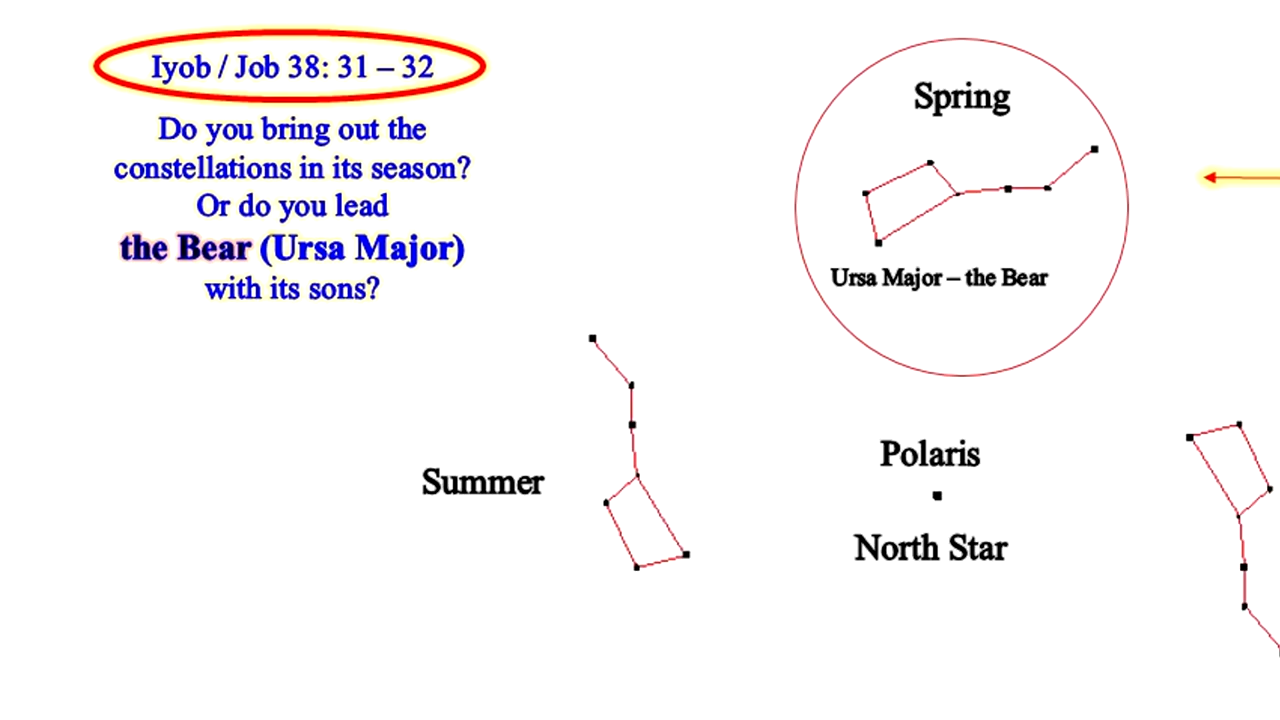 Iyob / Job 38: 31 – 32
Do you bring out the
constellations in its season?
Or do you lead
the Bear (Ursa Major)
with its sons?
Spring
Ursa Major – the Bear
Summer
Polaris
North Star